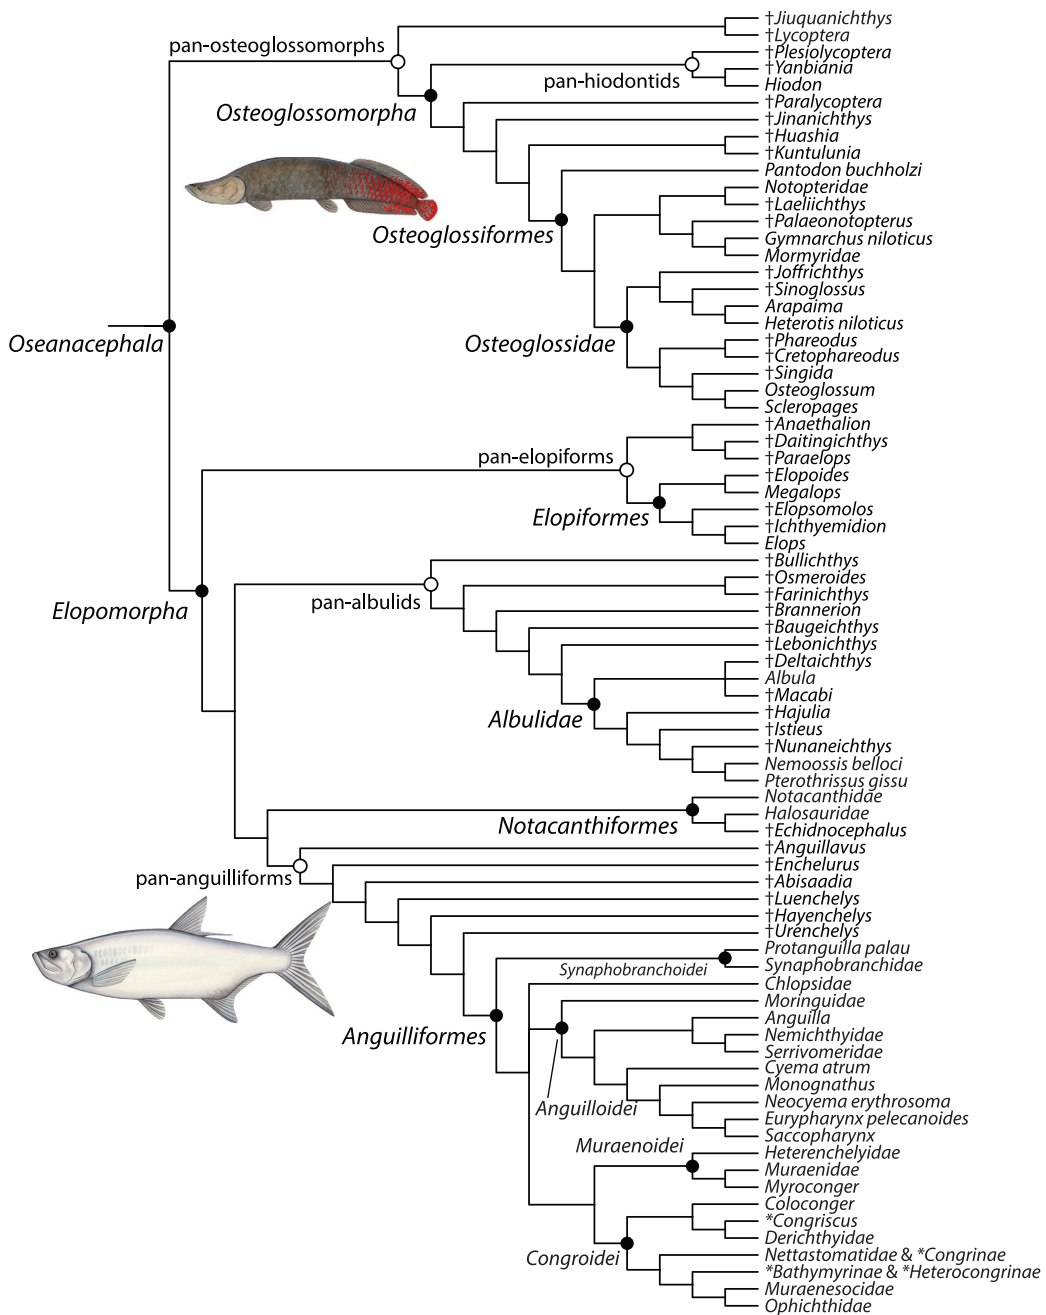 †Jiuquanichthys
†Lycoptera
pan-osteoglossomorphs
†Plesiolycoptera
†Yanbiania
pan-hiodontids
Hiodon
†Paralycoptera
Osteoglossomorpha
†Jinanichthys
†Huashia
†Kuntulunia
Pantodon buchholzi
Notopteridae
†Laeliichthys
†Palaeonotopterus
Osteoglossiformes
Gymnarchus niloticus
Mormyridae
†Joffrichthys
†Sinoglossus
Arapaima
Heterotis niloticus
Oseanacephala
Osteoglossidae
†Phareodus
†Cretophareodus
†Singida
Osteoglossum
Scleropages
†Anaethalion
†Daitingichthys
pan-elopiforms
†Paraelops
†Elopoides
Megalops
†Elopsomolos
Elopiformes
†Ichthyemidion
Elops
†Bullichthys
†Osmeroides
†Farinichthys
pan-albulids
Elopomorpha
†Brannerion
†Baugeichthys
†Lebonichthys
†Deltaichthys
Albula
†Macabi
†Hajulia
Albulidae
†Istieus
†Nunaneichthys
Nemoossis belloci
Pterothrissus gissu
Notacanthidae
Halosauridae
Notacanthiformes
†Echidnocephalus
†Anguillavus
†Enchelurus
pan-anguilliforms
†Abisaadia
†Luenchelys
†Hayenchelys
†Urenchelys
Protanguilla palau
Synaphobranchoidei
Synaphobranchidae
Chlopsidae
Moringuidae
Anguilla
Anguilliformes
Nemichthyidae
Serrivomeridae
Cyema atrum
Monognathus
Neocyema erythrosoma
Anguilloidei
Eurypharynx pelecanoides
Saccopharynx
Muraenoidei
Heterenchelyidae
Muraenidae
Myroconger
Coloconger
*Congriscus
Derichthyidae
Congroidei
Nettastomatidae & *Congrinae
*Bathymyrinae & *Heterocongrinae
Muraenesocidae
Ophichthidae